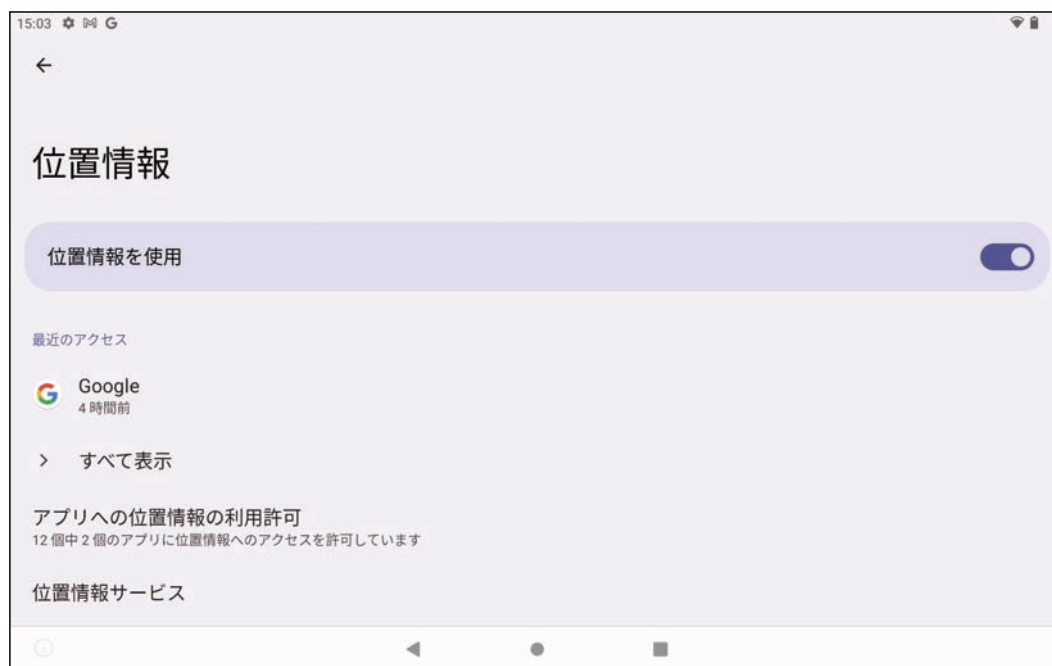 15:03
位置情報
位置情報を使用
最近のアクセス
Google
4 時間前
すべて表示
アプリへの位置情報の利用許可
12 個中 2 個のアプリに位置情報へのアクセスを許可しています
位置情報サービス